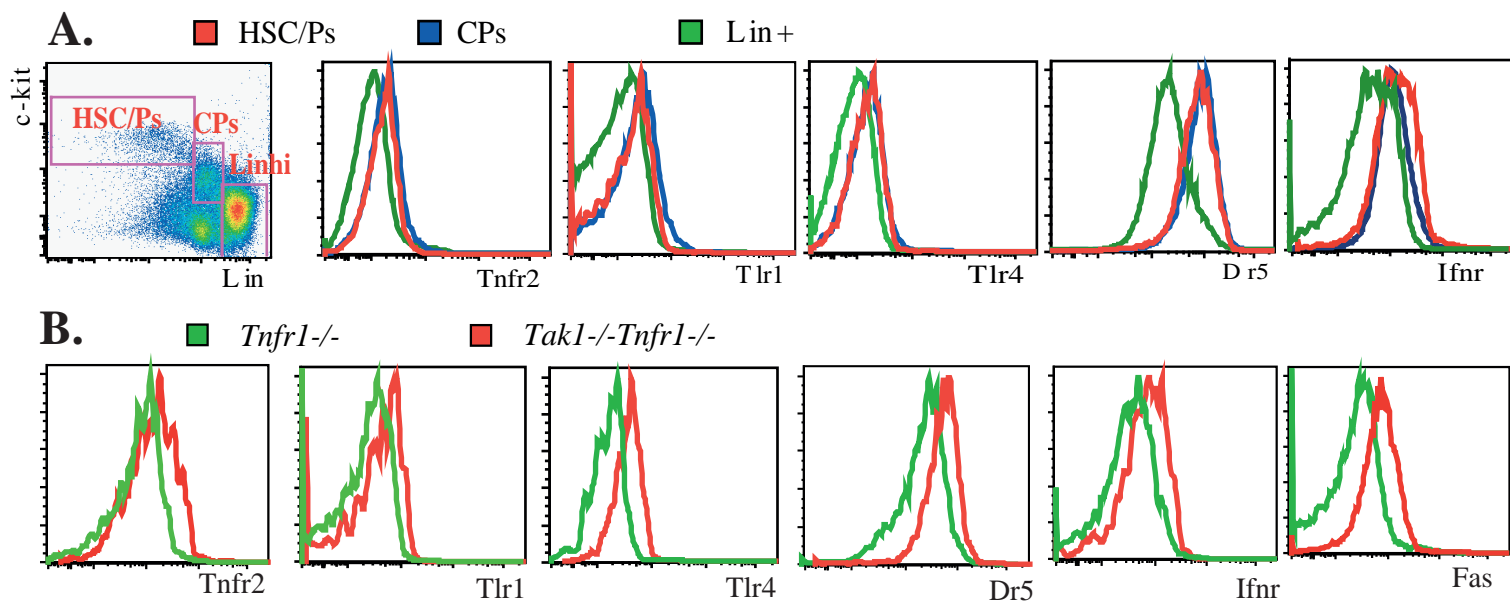 A.
HSC/Ps CPs Lin+
c-kit
HSC/Ps CPs
Linhi
Lin Tnfr2 Tlr1 Tlr4 Dr5 Ifnr
B.
Tnfr1-/- Tak1-/-Tnfr1-/-
Tnfr2 Tlr1 Tlr4 Dr5 Ifnr Fas